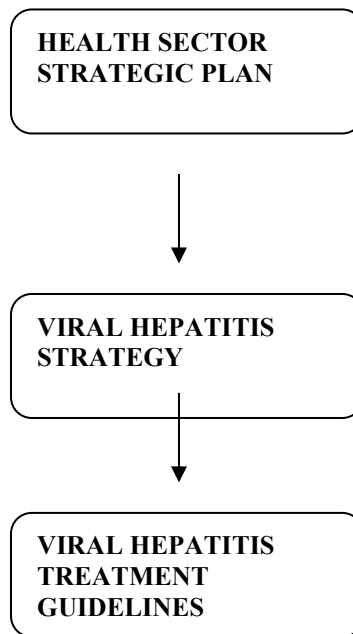 HEALTH SECTOR
STRATEGIC PLAN
VIRAL HEPATITIS
STRATEGY
VIRAL HEPATITIS
TREATMENT
GUIDELINES